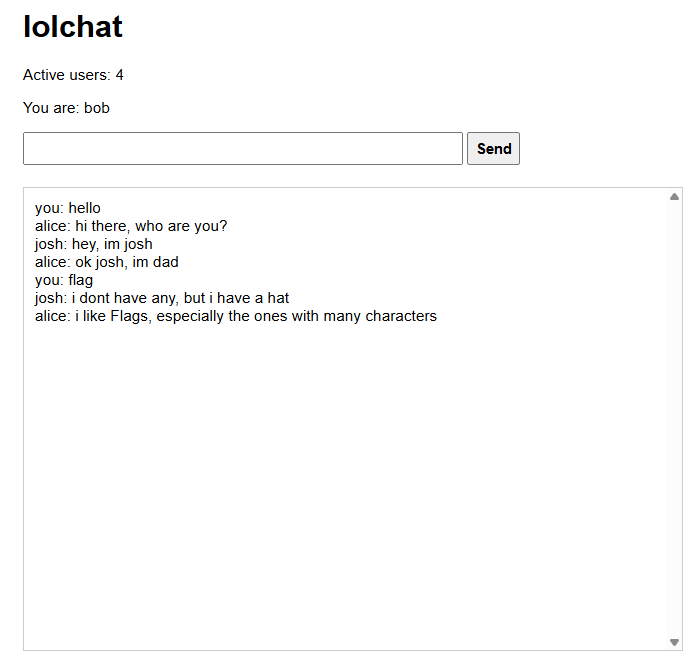 lolchat
Active users: 4
You are: bob
Send
you: hello
alice: hi there, who are you?
josh: hey, im josh
alice: ok josh, im dad
you: flag
josh: i dont have any, but i have a hat
alice: i like Flags, especially the ones with many characters